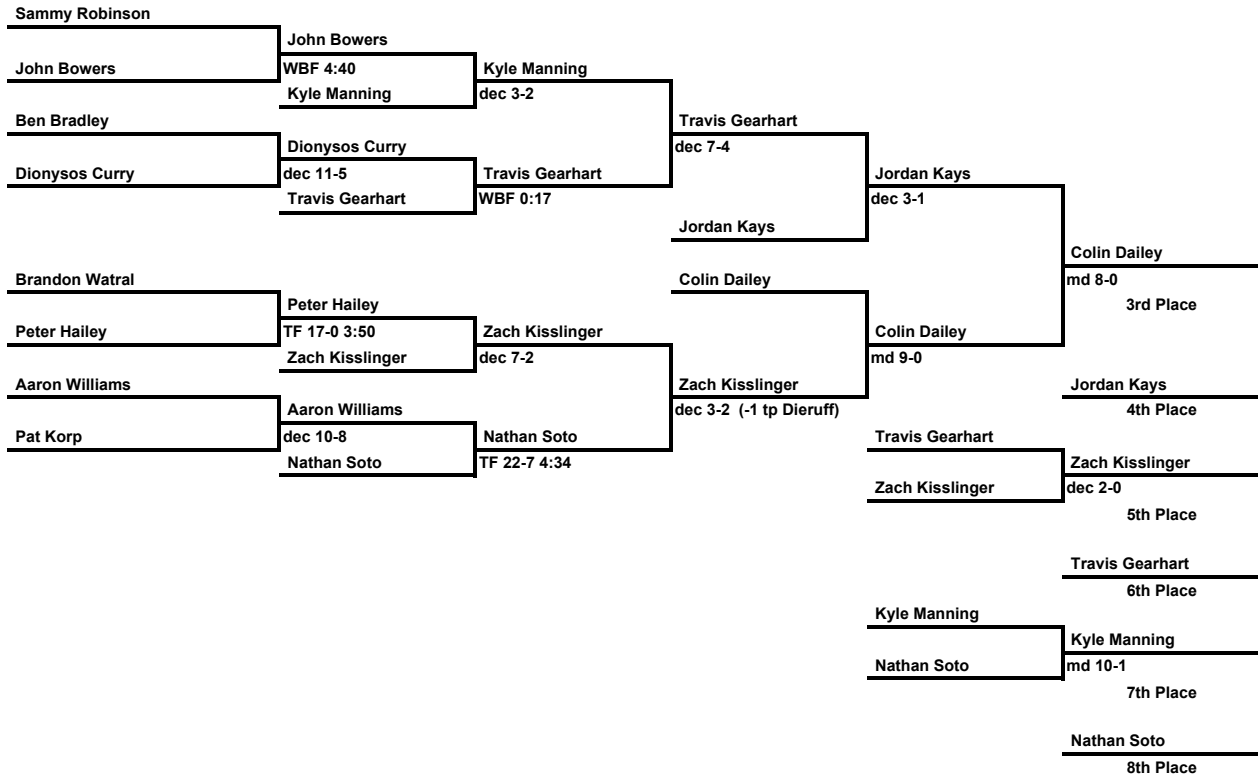 Sammy Robinson
John Bowers
John Bowers
WBF 4:40
Kyle Manning
Kyle Manning
dec 3-2
Ben Bradley
Travis Gearhart
dec 7-4
Dionysos Curry
Dionysos Curry
dec 11-5
Travis Gearhart
Travis Gearhart
WBF 0:17
Jordan Kays
dec 3-1
Jordan Kays
Colin Dailey
md 8-0
3rd Place
Brandon Watral
Colin Dailey
Peter Hailey
Peter Hailey
TF 17-0 3:50
Zach Kisslinger
Zach Kisslinger
dec 7-2
Colin Dailey
md 9-0
Aaron Williams
Zach Kisslinger
dec 3-2 (-1 tp Dieruff)
Jordan Kays
4th Place
Aaron Williams
Pat Korp
dec 10-8
Nathan Soto
Nathan Soto
TF 22-7 4:34
Travis Gearhart
Zach Kisslinger
Zach Kisslinger
dec 2-0
5th Place
Travis Gearhart
6th Place
Kyle Manning
Nathan Soto
Kyle Manning
md 10-1
7th Place
Nathan Soto
8th Place